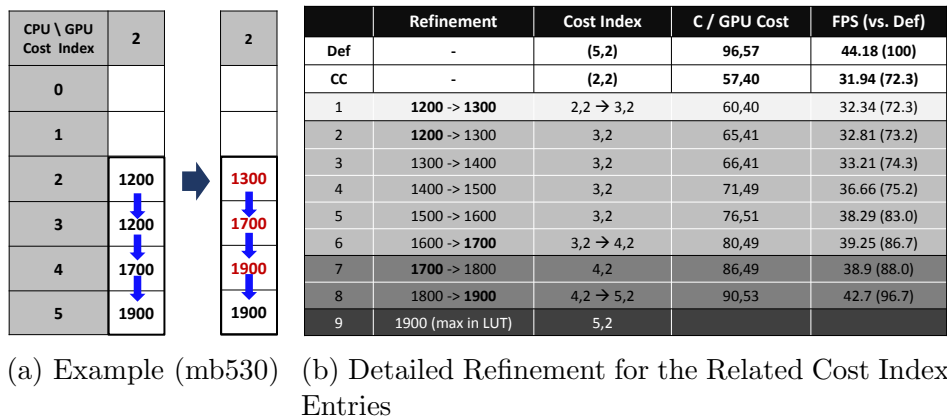 CPU \ GPU Cost Index 2
0
1
2 1200
3 1200
4 1700
5 1900
2
1300
1700
1900
1900
Refinement Cost Index C / GPU Cost FPS (vs. Def)
Def - (5,2) 96,57 44.18 (100)
CC - (2,2) 57,40 31.94 (72.3)
1 1200 -> 1300 2,2 → 3,2 60,40 32.34 (72.3)
2 1200 -> 1300 3,2 65,41 32.81 (73.2)
3 1300 -> 1400 3,2 66,41 33.21 (74.3)
4 1400 -> 1500 3,2 71,49 36.66 (75.2)
5 1500 -> 1600 3,2 76,51 38.29 (83.0)
6 1600 -> 1700 3,2 → 4,2 80,49 39.25 (86.7)
7 1700 -> 1800 4,2 86,49 38.9 (88.0)
8 1800 -> 1900 4,2 → 5,2 90,53 42.7 (96.7)
9 1900 (max in LUT) 5,2
(a) Example (mb530)
(b) Detailed Refinement for the Related Cost Index
Entries